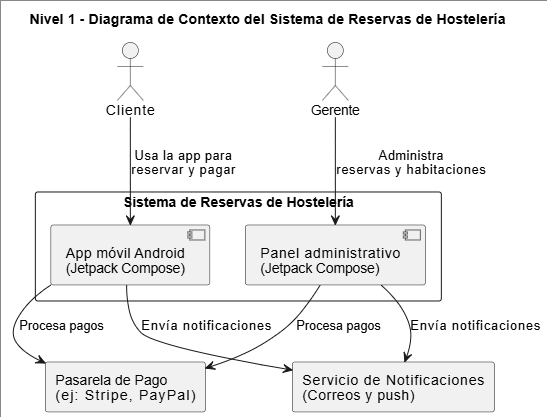 Nivel 1 - Diagrama de Contexto del Sistema de Reservas de Hostelería
Cliente
Gerente
Usa la app para
reservar y pagar
Administra
reservas y habitaciones
Sistema de Reservas de Hostelería
App móvil Android
(Jetpack Compose)
Panel administrativo
(Jetpack Compose)
Procesa pagos
Envía notificaciones
Procesa pagos
Envía notificaciones
Pasarela de Pago
(ej: Stripe, PayPal)
Servicio de Notificaciones
(Correos y push)